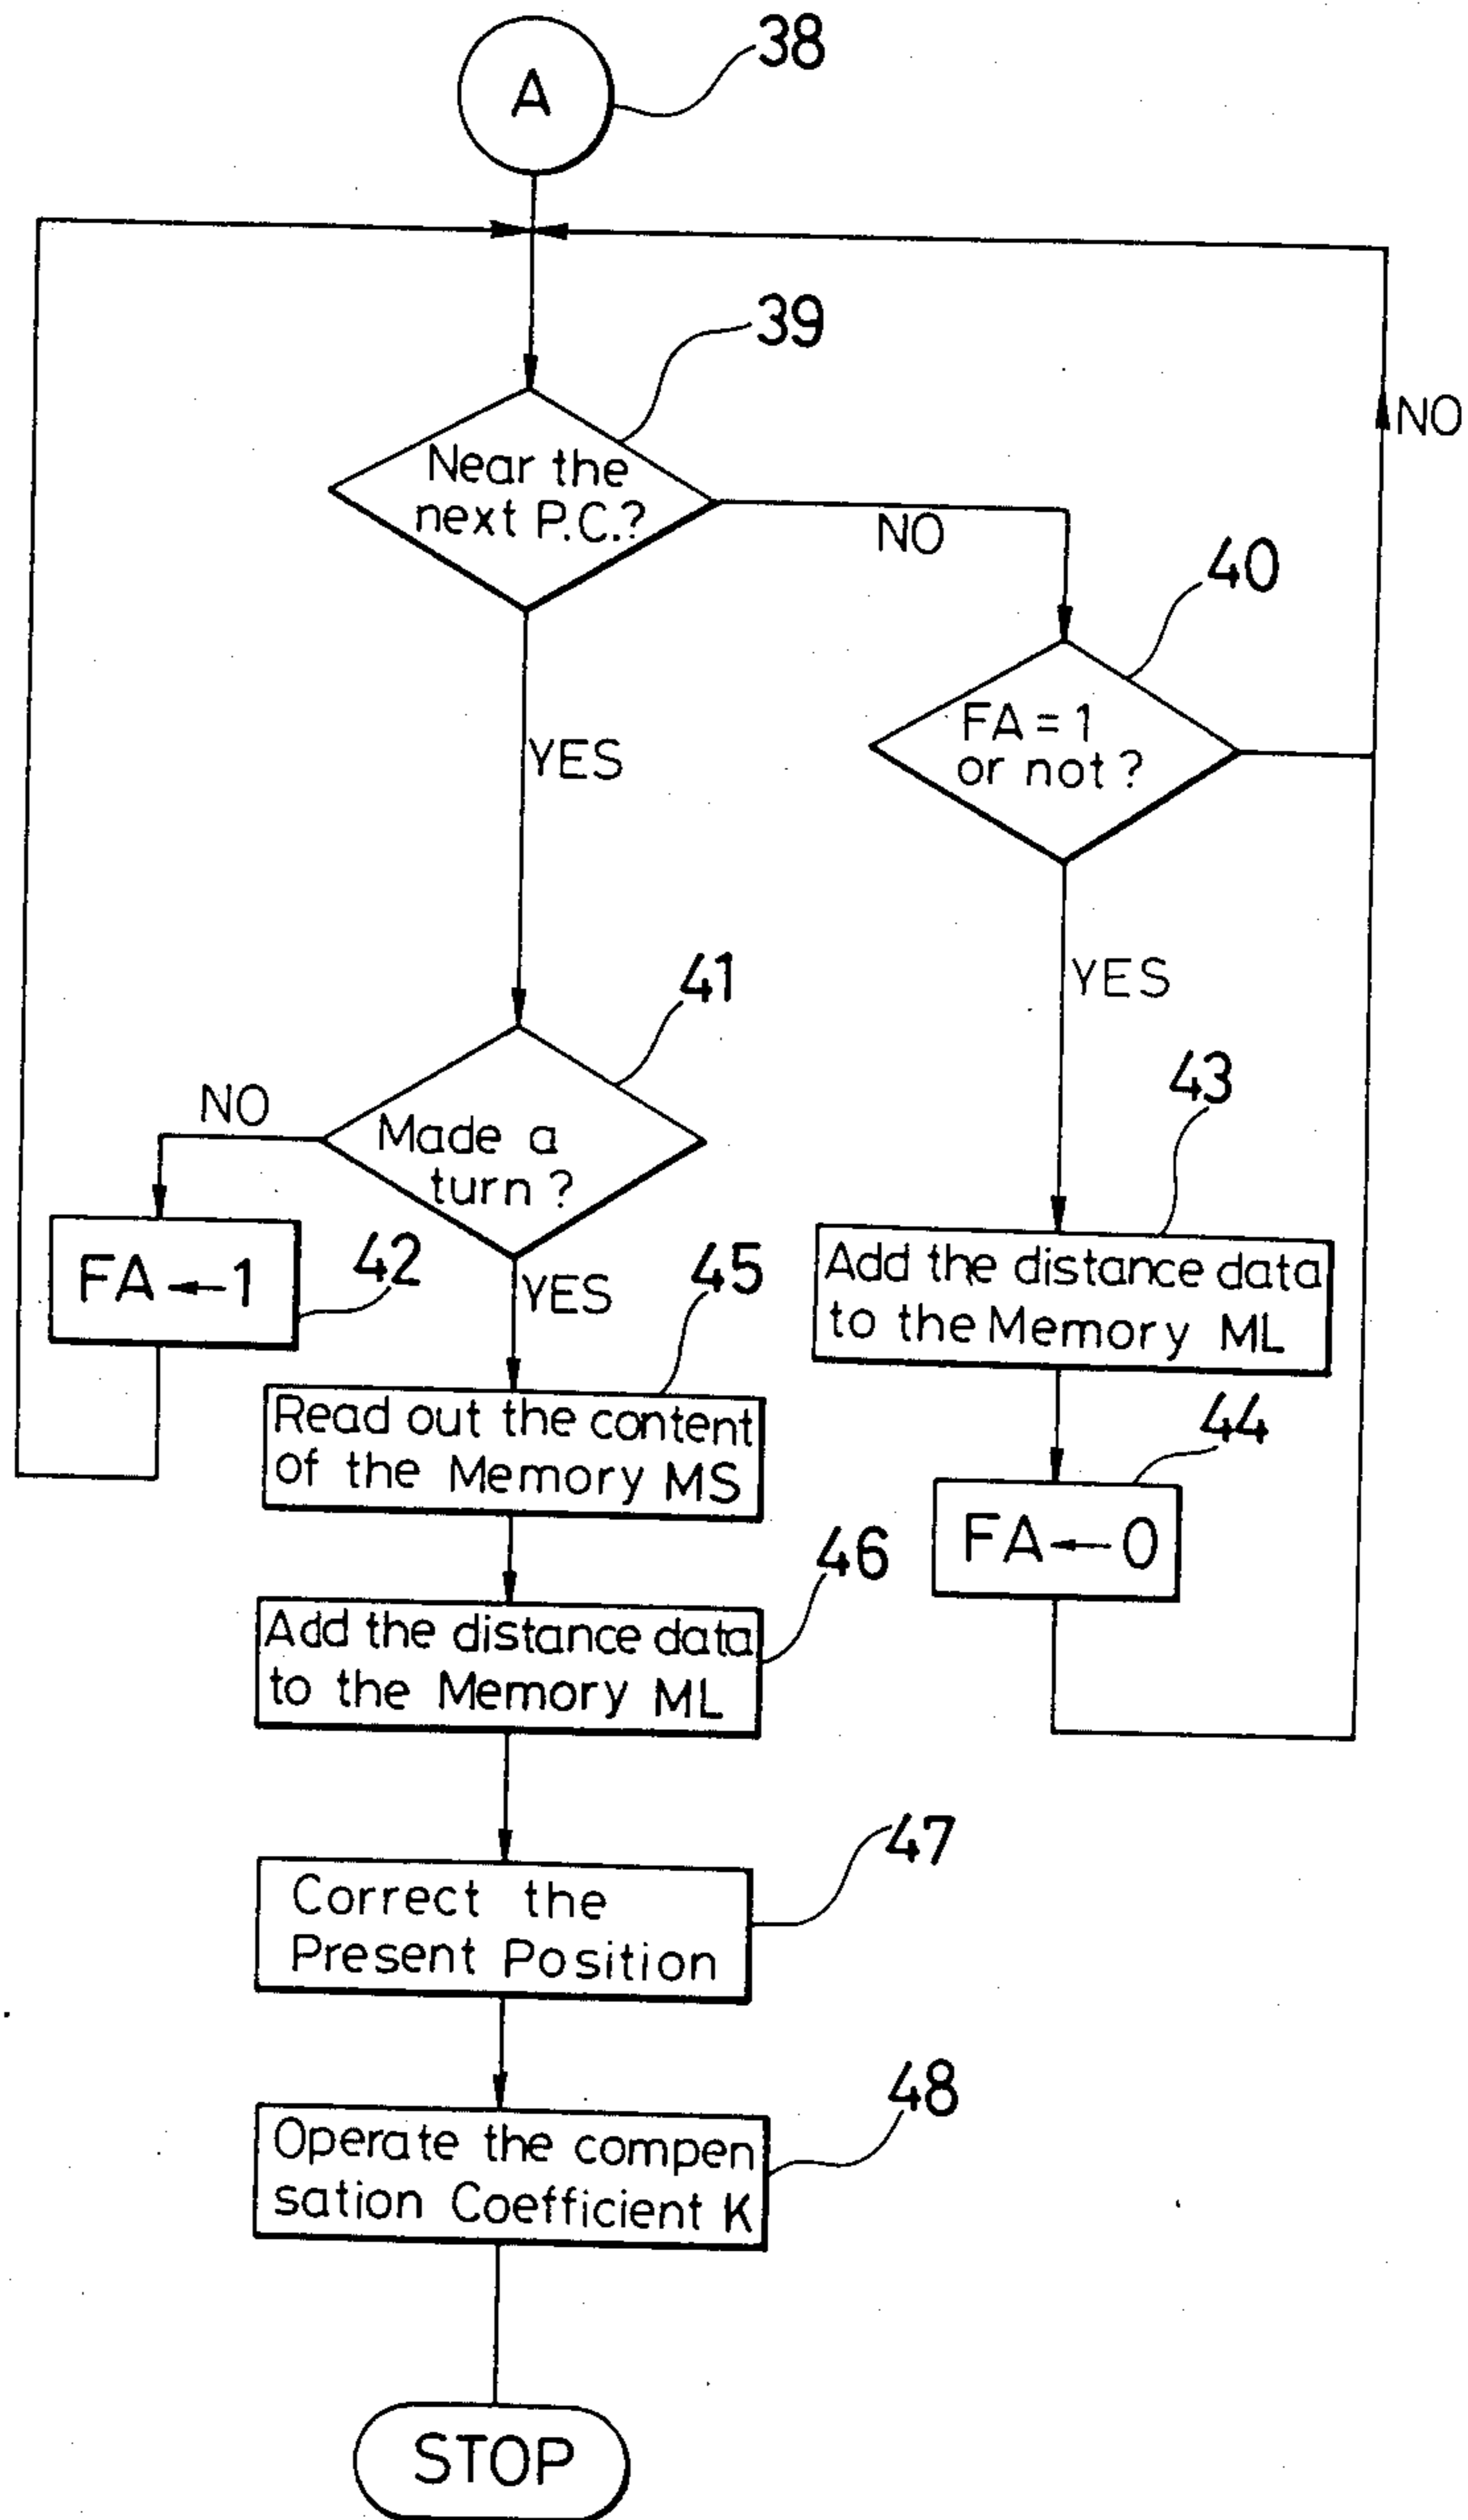 38
A
39
Near the
next P.C.?
NO
NO
40
FA=1
or not?
YES
YES
41
Made a
turn?
NO
43
42
FA←1
YES
45
Add the distance data
to the Memory ML
Read out the content
of the Memory MS
44
FA←0
46
Add the distance data
to the Memory ML
47
Correct the
Present Position
48
Operate the compen
sation Coefficient K
STOP